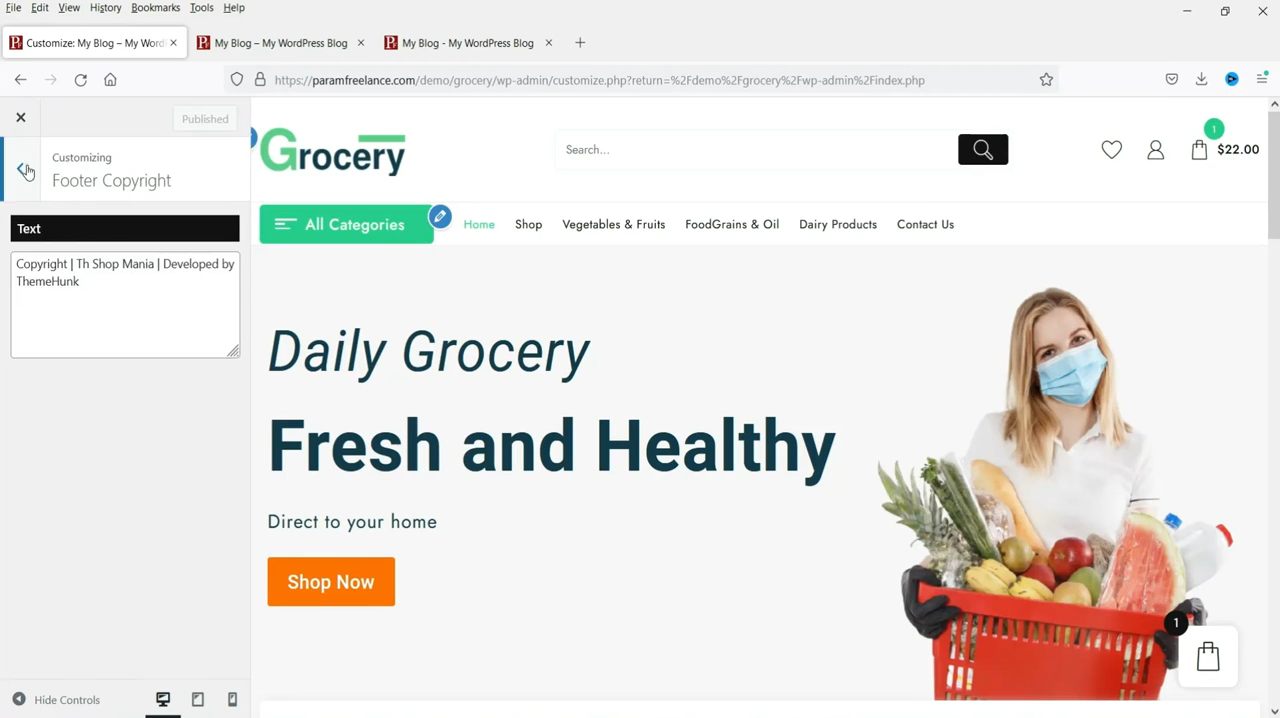 File Edit View History Bookmarks Tools Help
Customize: My Blog – My Word
My Blog – My WordPress Blog
My Blog - My WordPress Blog
https://paramfreelance.com/demo/grocery/wp-admin/customize.php?return=%2Fdemo%2Fgrocery%2Fwp-admin%2Findex.php
Published
Customizing
Footer Copyright
Text
Copyright | Th Shop Mania | Developed by
ThemeHunk
Hide Controls
Grocery
Search...
1
$22.00
All Categories
Home Shop Vegetables & Fruits FoodGrains & Oil Dairy Products Contact Us
Daily Grocery
Fresh and Healthy
Direct to your home
Shop Now
1